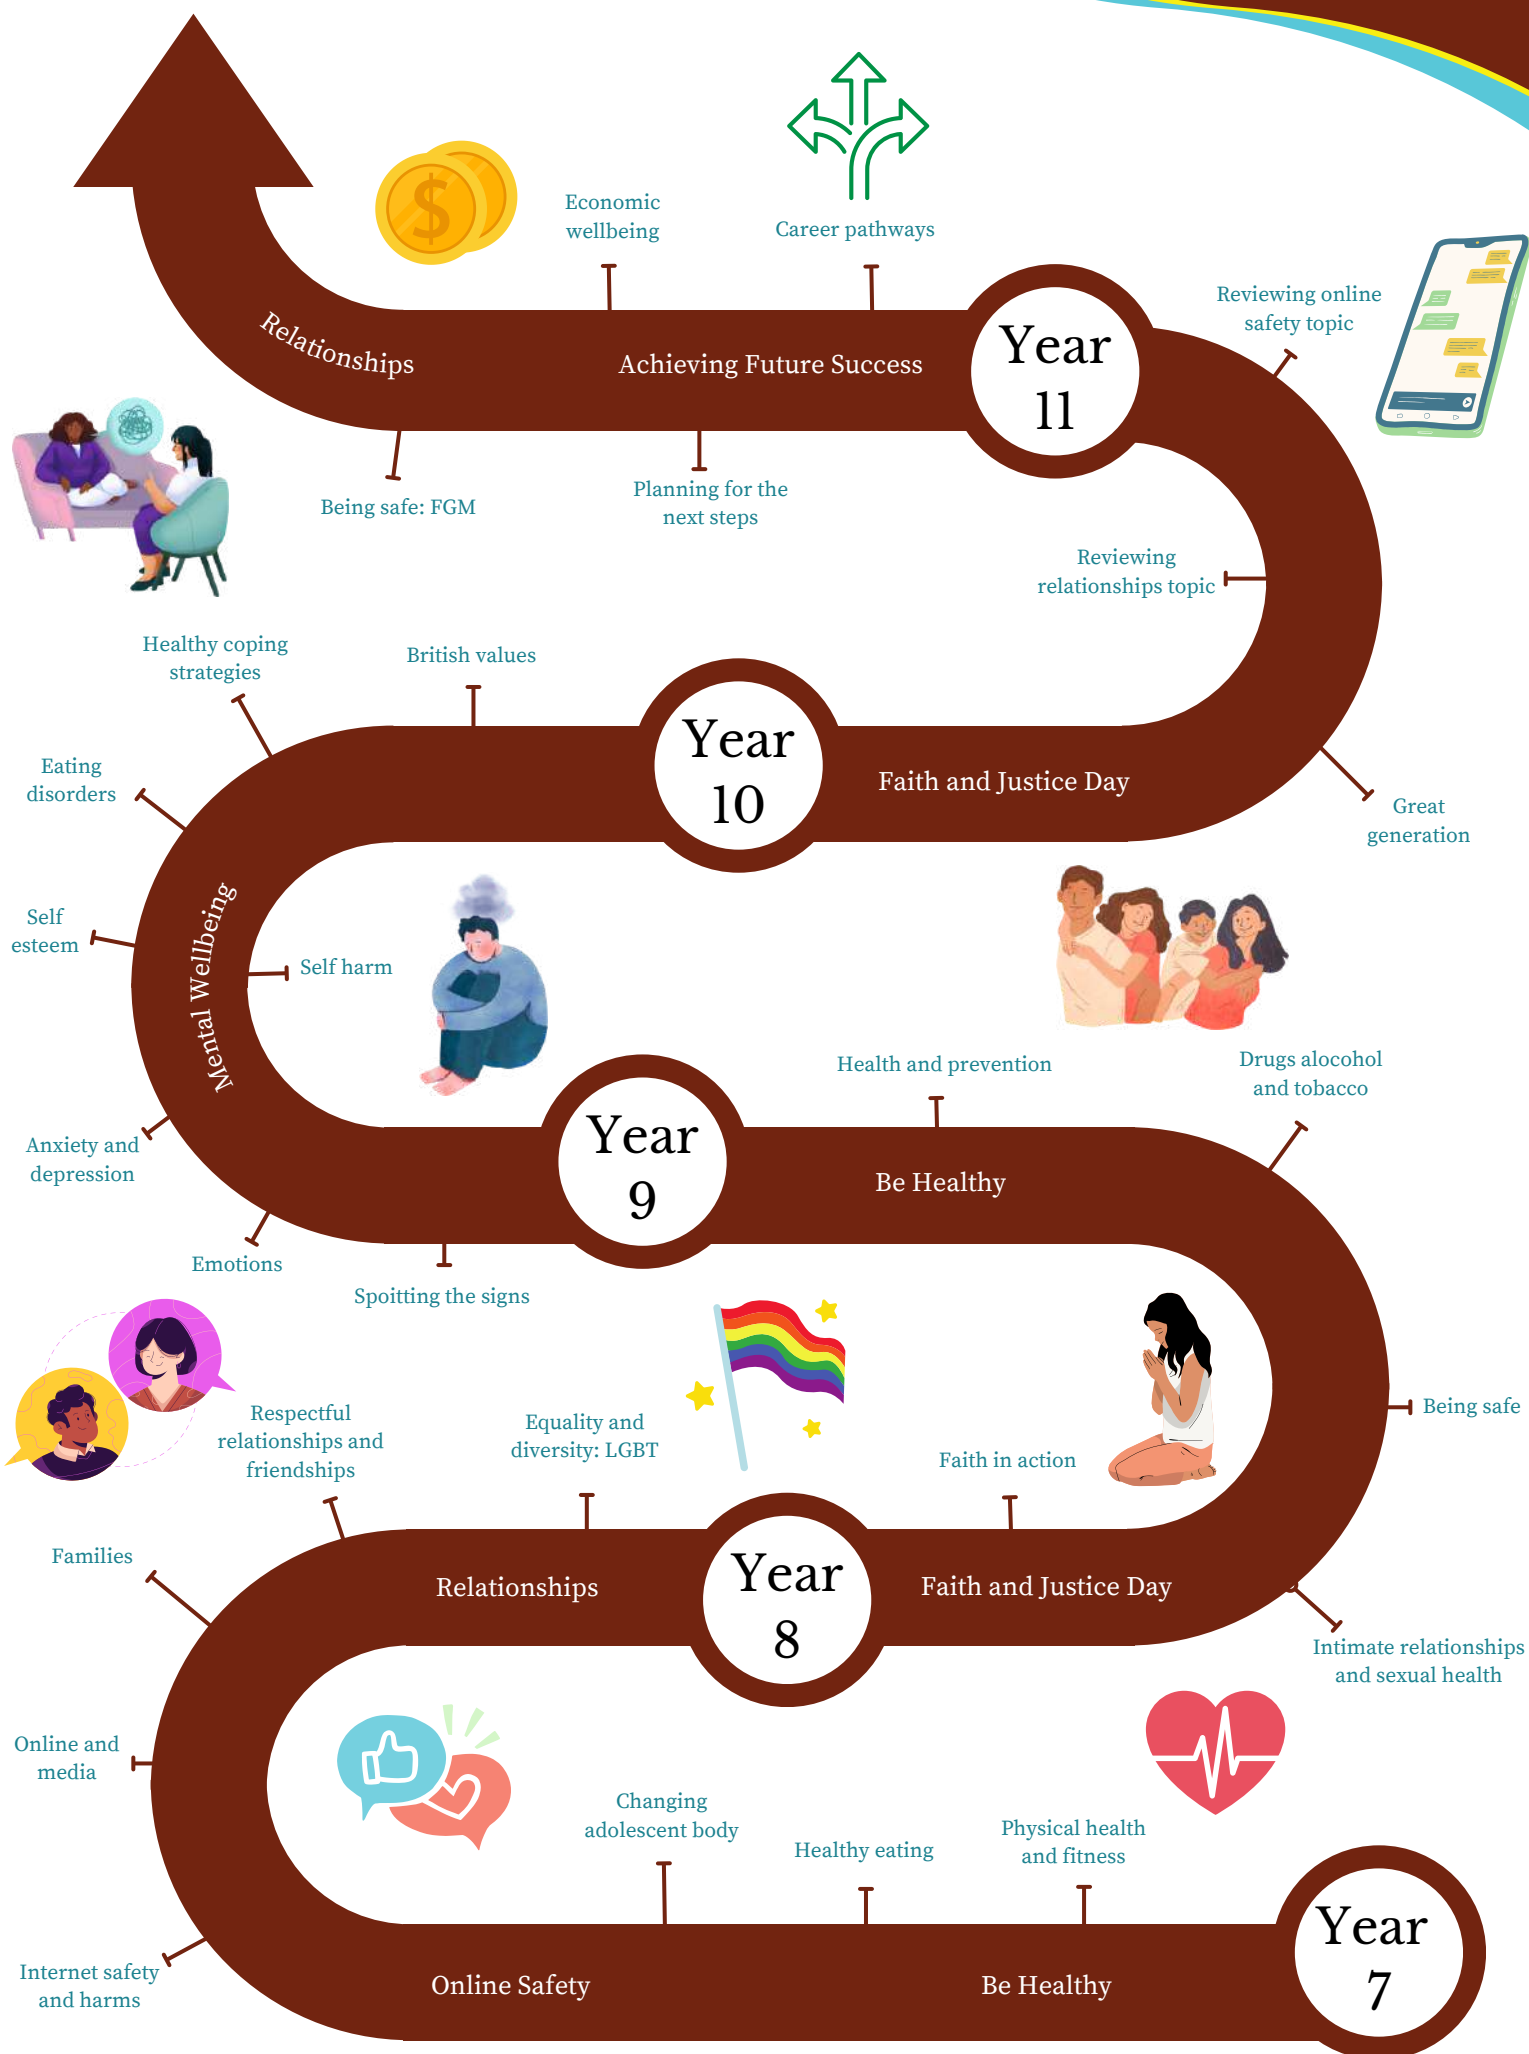 Economic
wellbeing
Career pathways
Reviewing online
safety topic
Relationships
Achieving Future Success
Year
11
Being safe: FGM
Planning for the
next steps
Reviewing
relationships topic
Healthy coping
strategies
British values
Year
10
Faith and Justice Day
Eating
disorders
Great
generation
Self
esteem
Mental Wellbeing
Self harm
Health and prevention
Drugs alocohol
and tobacco
Anxiety and
depression
Year
9
Be Healthy
Emotions
Spoitting the signs
Respectful
relationships and
friendships
Equality and
diversity: LGBT
Faith in action
Being safe
Families
Relationships
Year
8
Faith and Justice Day
Intimate relationships
and sexual health
Online and
media
Changing
adolescent body
Healthy eating
Physical health
and fitness
Internet safety
and harms
Online Safety
Be Healthy
Year
7